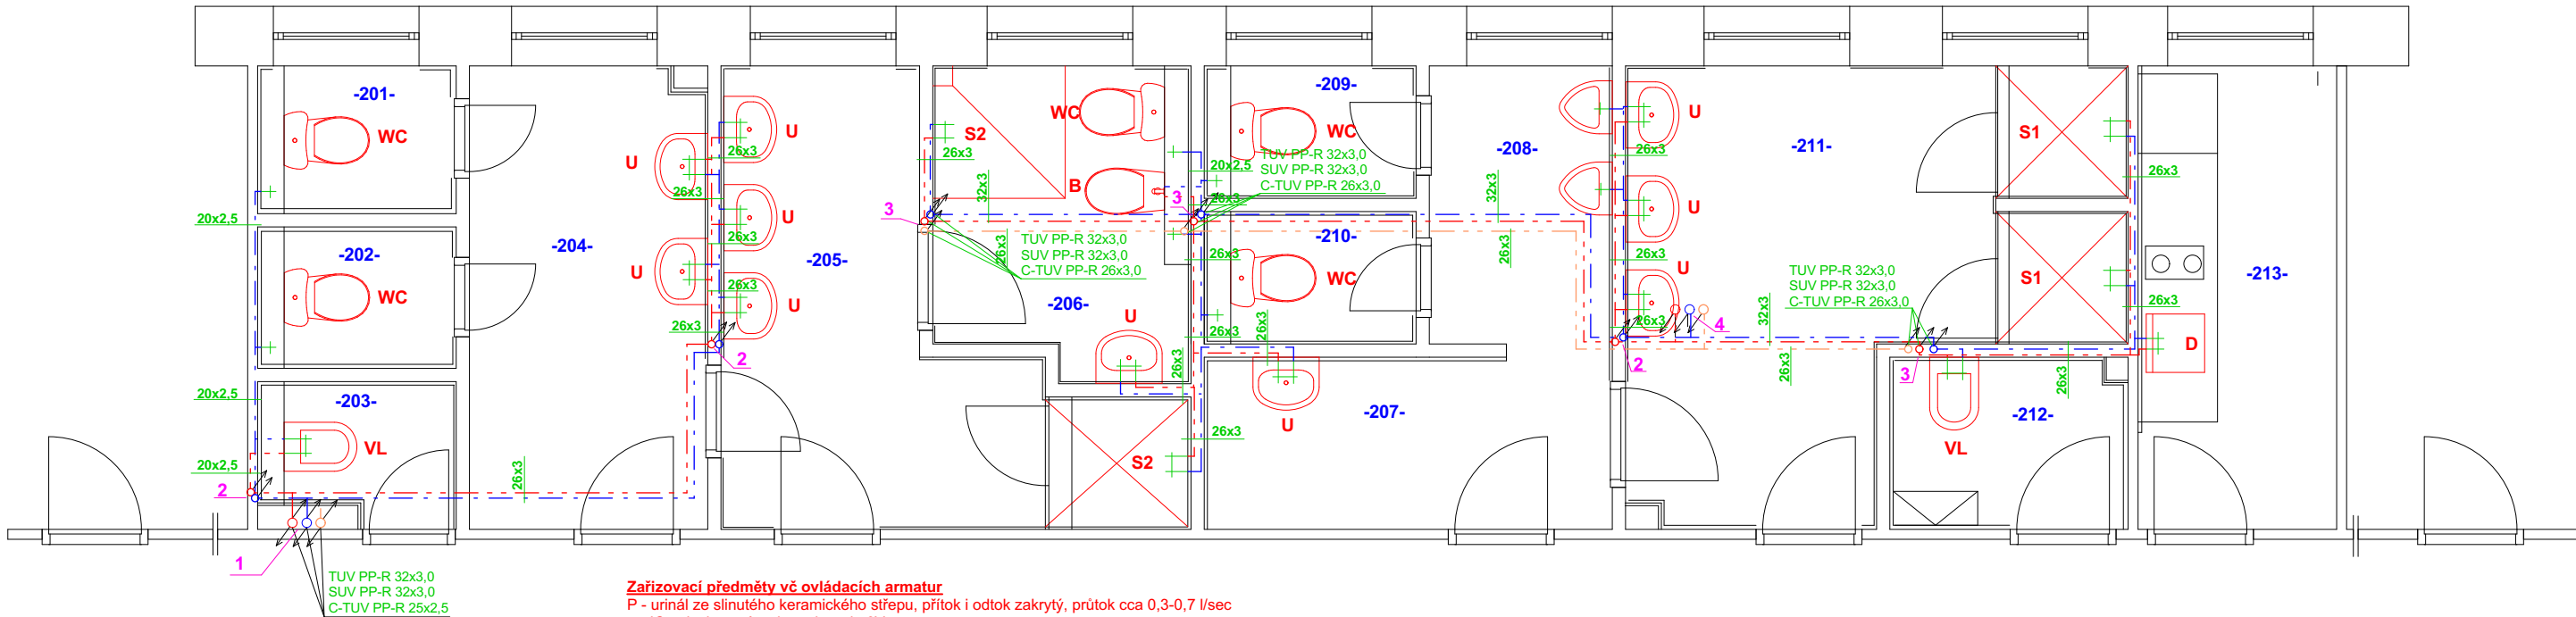 -201-
WC
-202-
WC
-203-
VL
20x2,5
20x2,5
20x2,5
2
1
TUV PP-R 32x3,0
SUV PP-R 32x3,0
C-TUV PP-R 25x2,5
-204-
U
U
26x3
26x3
26x3
26x3
26x3
26x3
26x3
2
U
U
U
-205-
S2
26x3
32x3
3
26x3
TUV PP-R 32x3,0
SUV PP-R 32x3,0
C-TUV PP-R 26x3,0
WC
B
3
-206-
U
26x3
S2
26x3
-209-
WC
20x2,5
26x3
TUV PP-R 32x3,0
SUV PP-R 32x3,0
C-TUV PP-R 26x3,0
-210-
WC
26x3
26x3
26x3
U
-207-
-208-
32x3
26x3
26x3
26x3
26x3
U
U
U
2
4
-211-
S1
S1
32x3
26x3
TUV PP-R 32x3,0
SUV PP-R 32x3,0
C-TUV PP-R 26x3,0
3
VL
-212-
26x3
26x3
26x3
D
-213-
Zařizovací předměty vč ovládacích armatur
P - urinál ze slinutého keramického střepu, přítok i odtok zakrytý, průtok cca 0,3-0,7 l/sec